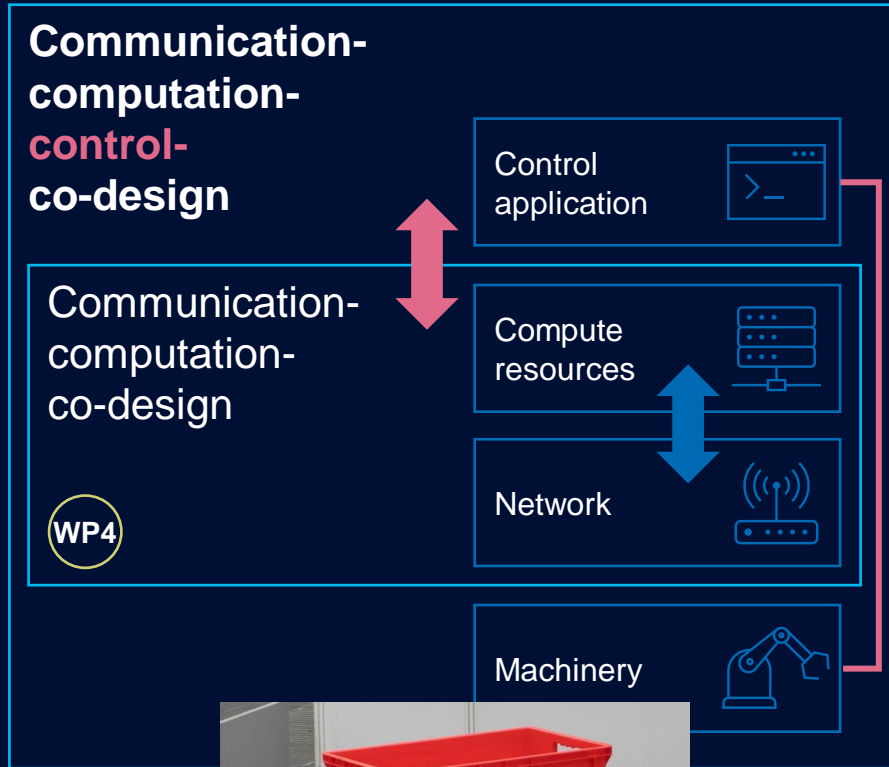 Communication-
computation-
control-
co-design
Control
application
Communication-
computation-
co-design
Compute
resources
Network
WP4
Machinery